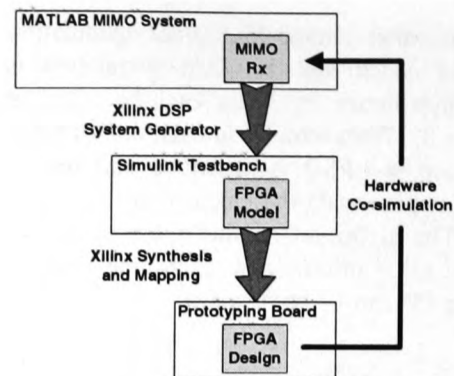 MATLAB MIMO System
MIMO
Rx
Xilinx DSP
System Generator
Simulink Testbench
FPGA
Model
Hardware
Co-simulation
Xilinx Synthesis
and Mapping
Prototyping Board
FPGA
Design